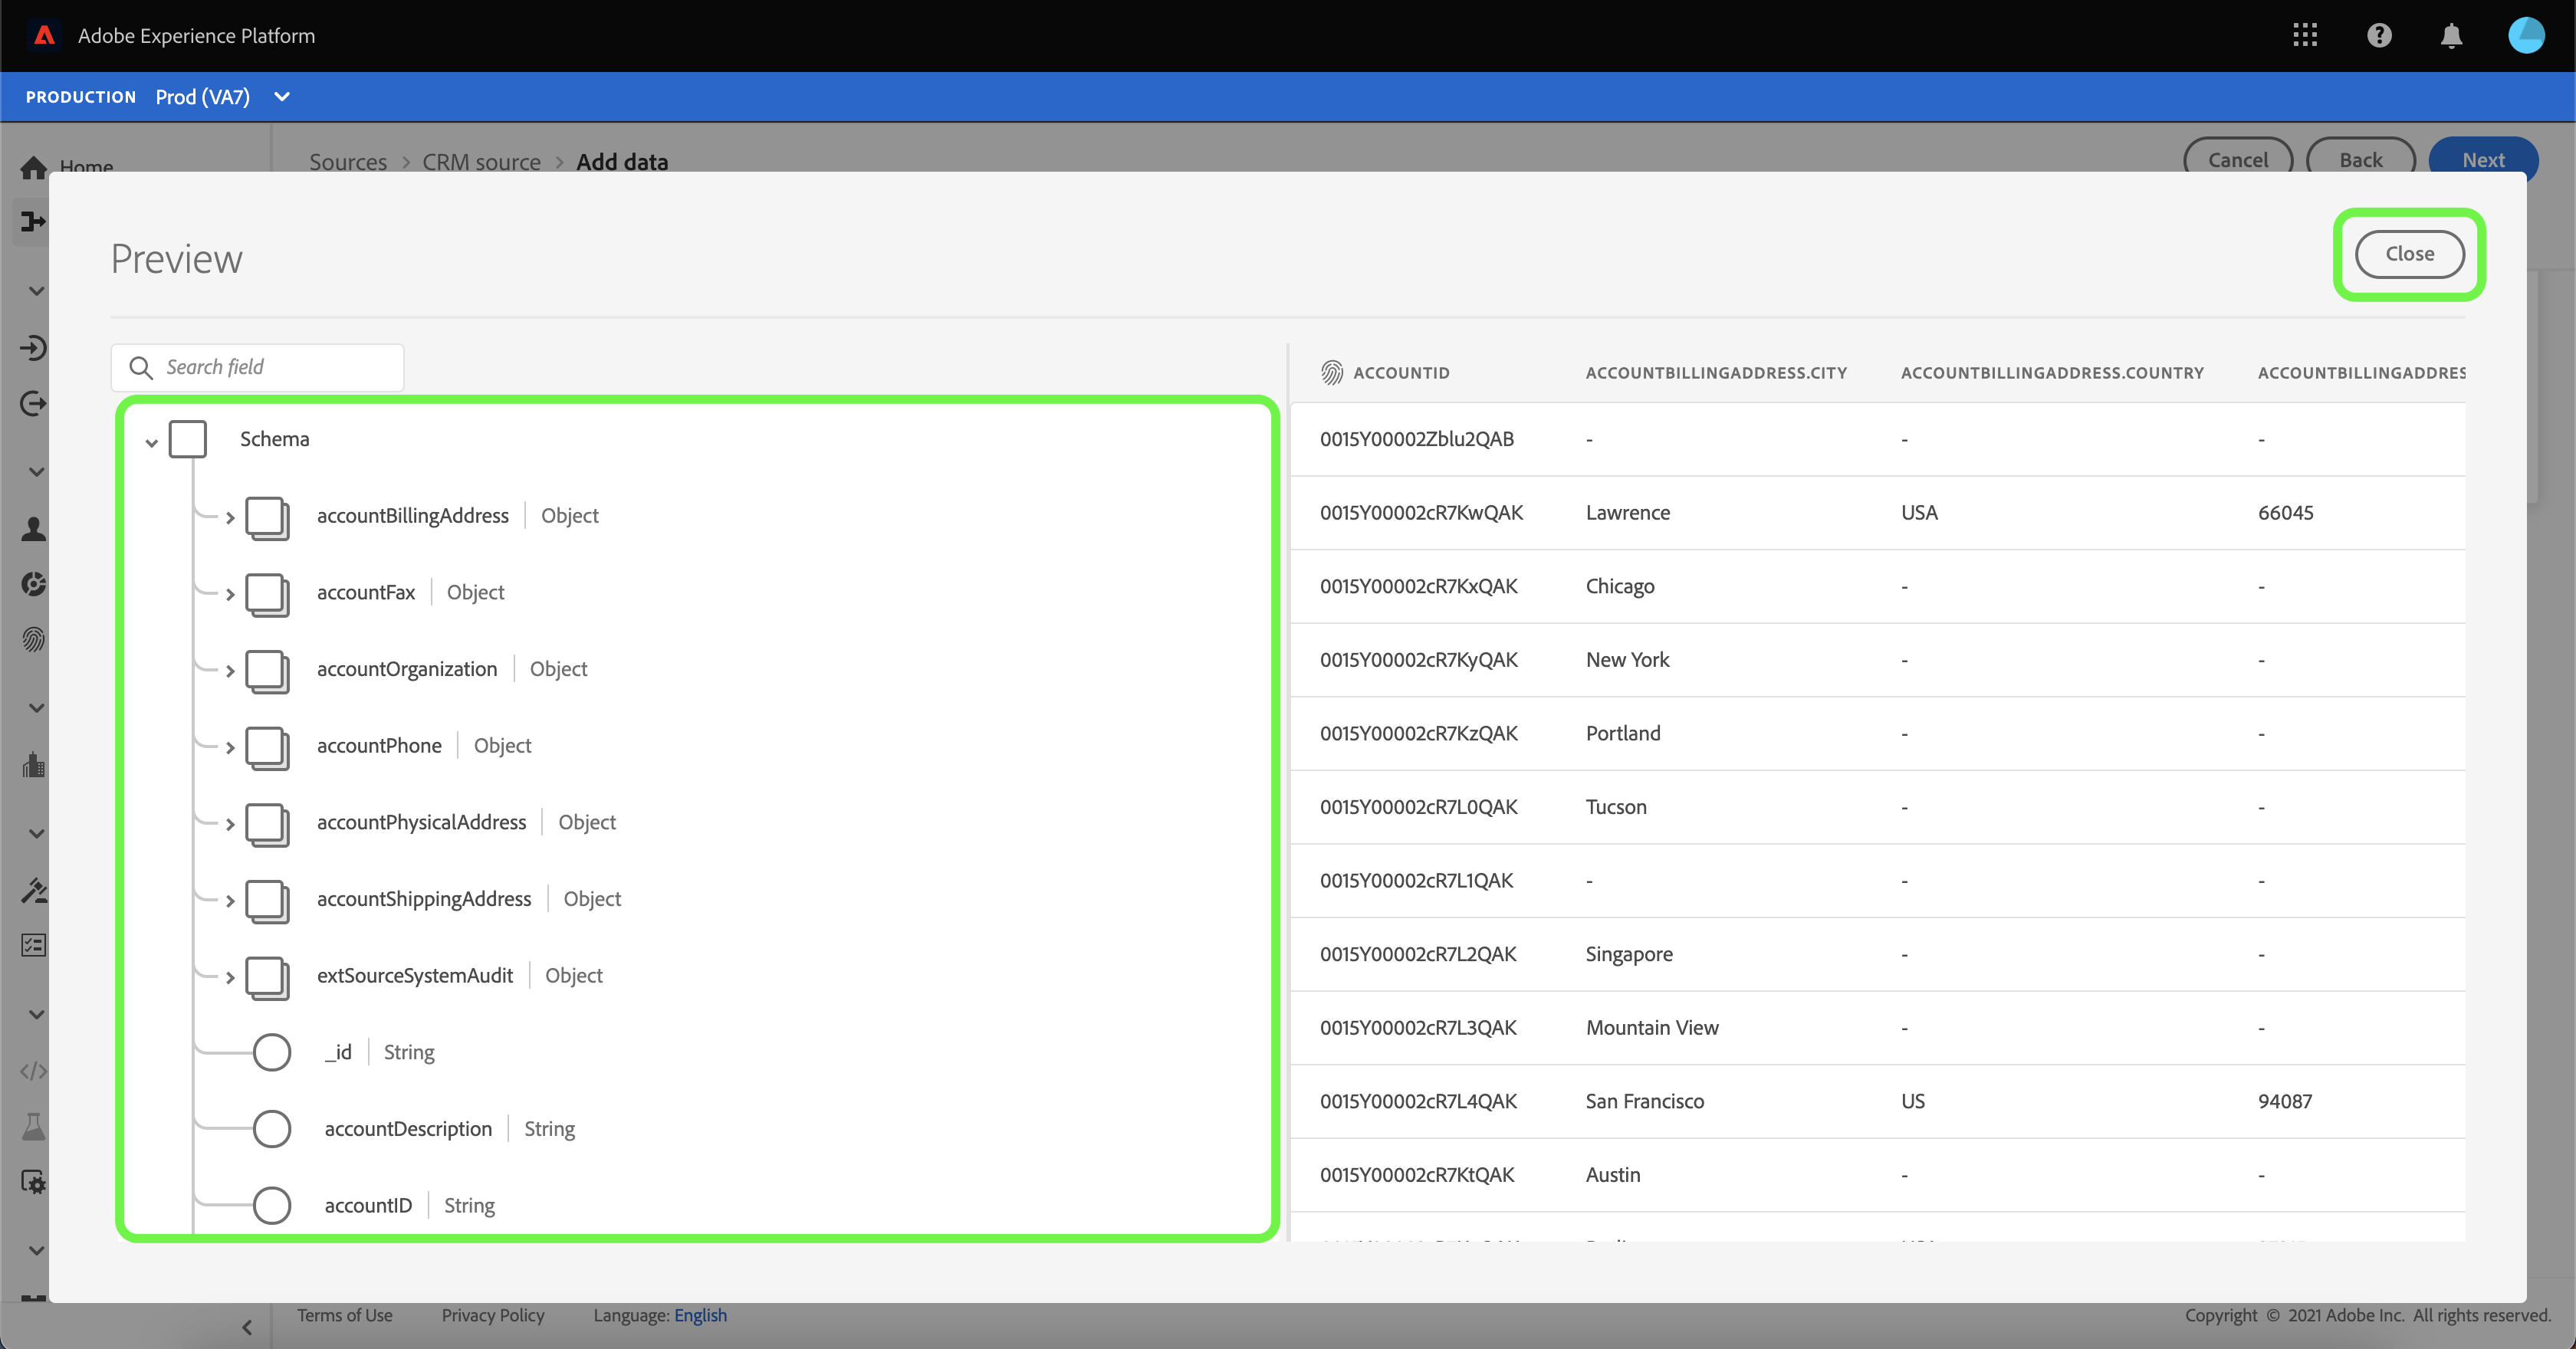 Adobe Experience Platform
PRODUCTION Prod (VA7)
Home
Sources > CRM source > Add data
Cancel Back Next
Preview
Close
Search field
Schema
accountBillingAddress | Object
accountFax | Object
accountOrganization | Object
accountPhone | Object
accountPhysicalAddress | Object
accountShippingAddress | Object
extSourceSystemAudit | Object
_id | String
accountDescription | String
accountID | String
ACCOUNTID ACCOUNTBILLINGADDRESS.CITY ACCOUNTBILLINGADDRESS.COUNTRY ACCOUNTBILLINGADDRES
0015Y00002Zblu2QAB - - -
0015Y00002cR7KwQAK Lawrence USA 66045
0015Y00002cR7KxQAK Chicago - -
0015Y00002cR7KyQAK New York - -
0015Y00002cR7KzQAK Portland - -
0015Y00002cR7L0QAK Tucson - -
0015Y00002cR7L1QAK - - -
0015Y00002cR7L2QAK Singapore - -
0015Y00002cR7L3QAK Mountain View - -
0015Y00002cR7L4QAK San Francisco US 94087
0015Y00002cR7KtQAK Austin - -
Terms of Use Privacy Policy Language: English
Copyright © 2021 Adobe Inc. All rights reserved.